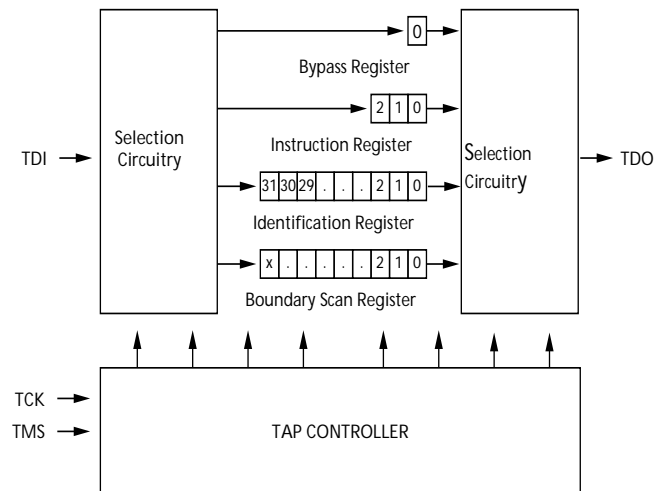 0
Bypass Register
2 1 0
Selection
Circuitry
Instruction Register
Selection
Circuitry
TDI
TDO
31 30 29 . . . 2 1 0
Identification Register
x . . . . . 2 1 0
Boundary Scan Register
TCK
TMS
TAP CONTROLLER